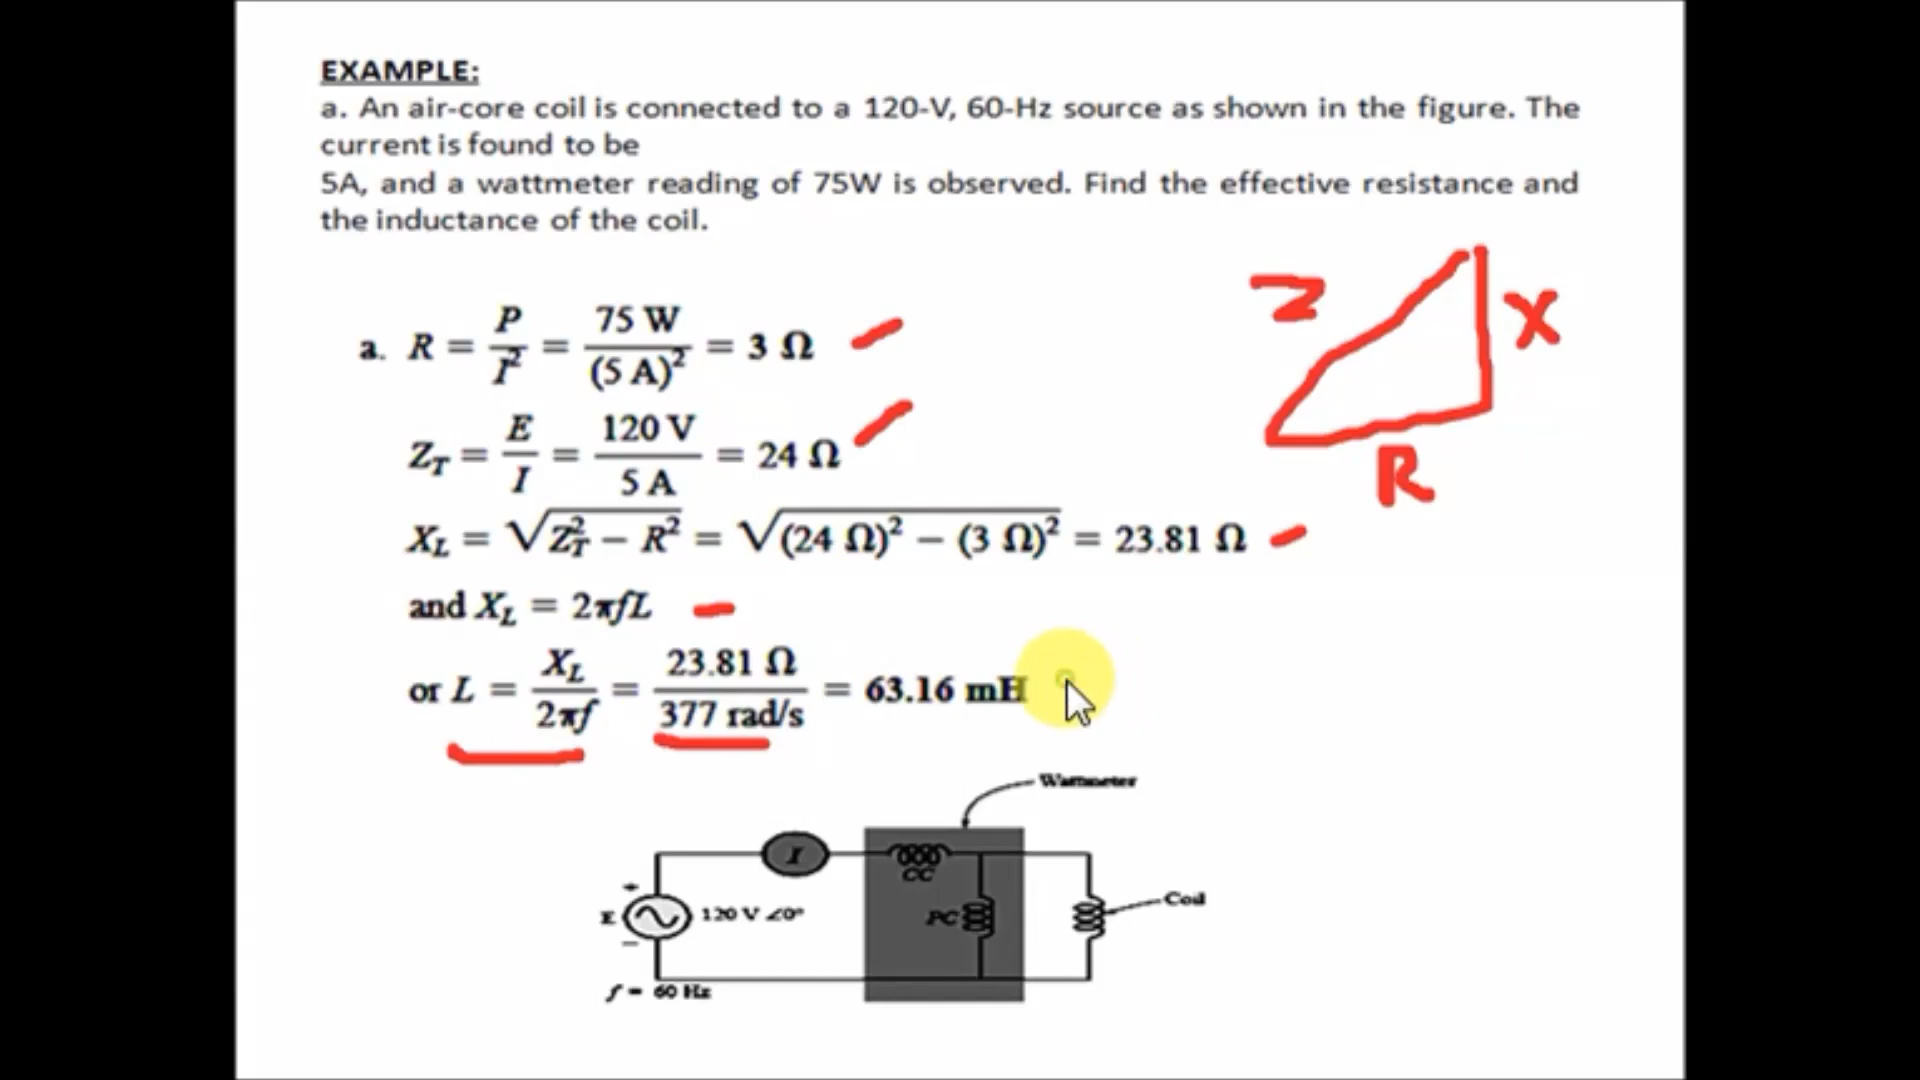 EXAMPLE:
a. An air-core coil is connected to a 120-V, 60-Hz source as shown in the figure. The
current is found to be
5A, and a wattmeter reading of 75W is observed. Find the effective resistance and
the inductance of the coil.
Z
X
R
a. R = P/I² = 75 W/(5 A)² = 3 Ω
Z_T = E/I = 120 V/5 A = 24 Ω
X_L = √(Z_T² − R²) = √((24 Ω)² − (3 Ω)²) = 23.81 Ω
and X_L = 2πfL
or L = X_L/2πf = 23.81 Ω/377 rad/s = 63.16 mH
Wattmeter
I
CC
E
+
−
120 V ∠0°
PC
Coil
f = 60 Hz